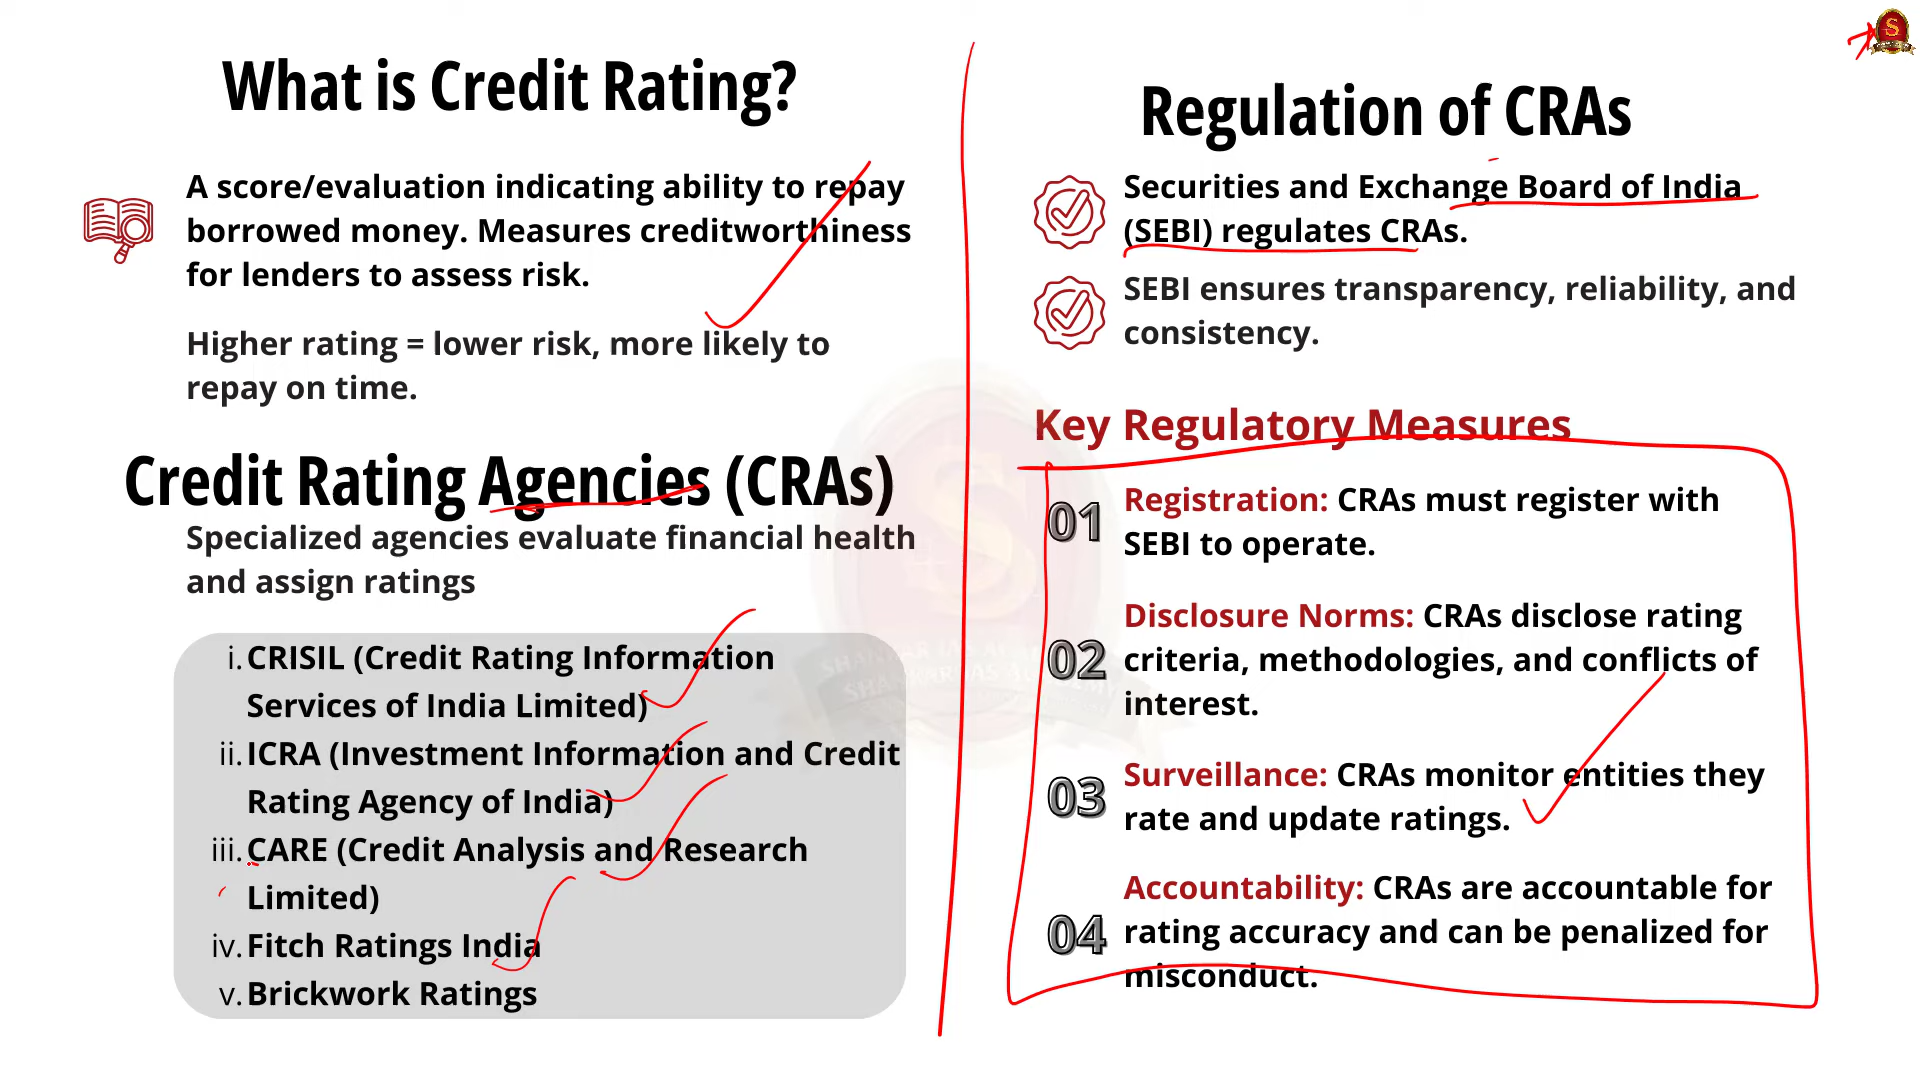 What is Credit Rating?
A score/evaluation indicating ability to repay
borrowed money. Measures creditworthiness
for lenders to assess risk.
Higher rating = lower risk, more likely to
repay on time.
Credit Rating Agencies (CRAs)
Specialized agencies evaluate financial health
and assign ratings
i. CRISIL (Credit Rating Information
Services of India Limited)
ii. ICRA (Investment Information and Credit
Rating Agency of India)
iii. CARE (Credit Analysis and Research
Limited)
iv. Fitch Ratings India
v. Brickwork Ratings
Regulation of CRAs
Securities and Exchange Board of India
(SEBI) regulates CRAs.
SEBI ensures transparency, reliability, and
consistency.
Key Regulatory Measures
01 Registration: CRAs must register with
SEBI to operate.
02 Disclosure Norms: CRAs disclose rating
criteria, methodologies, and conflicts of
interest.
03 Surveillance: CRAs monitor entities they
rate and update ratings.
04 Accountability: CRAs are accountable for
rating accuracy and can be penalized for
misconduct.